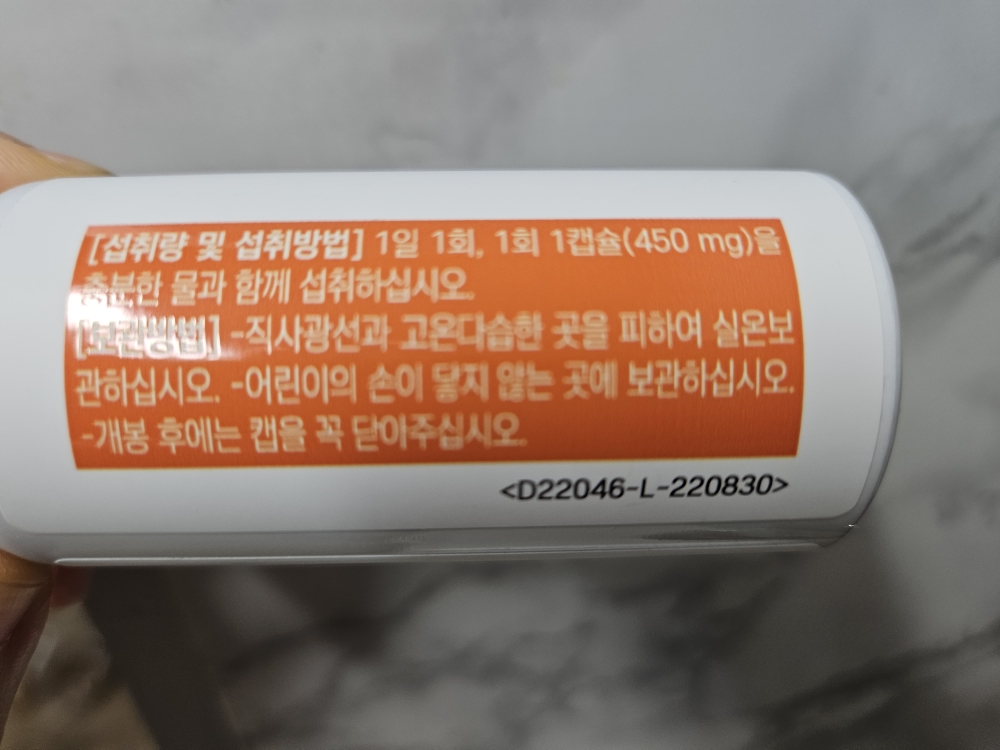 [섭취량 및 섭취방법] 1일 1회, 1회 1캡슐(450 mg)을
충분한 물과 함께 섭취하십시오.
[보관방법] -직사광선과 고온다습한 곳을 피하여 실온보
관하십시오. -어린이의 손이 닿지 않는 곳에 보관하십시오.
-개봉 후에는 캡을 꼭 닫아주십시오.
<D22046-L-220830>